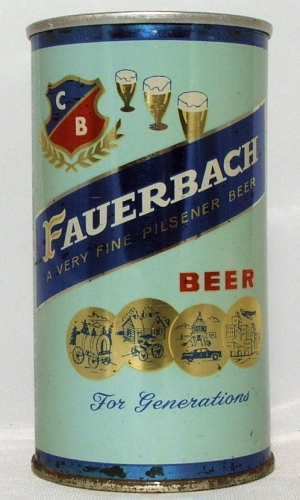 C
B
FAUERBACH
A VERY FINE PILSENER BEER
BEER
For Generations